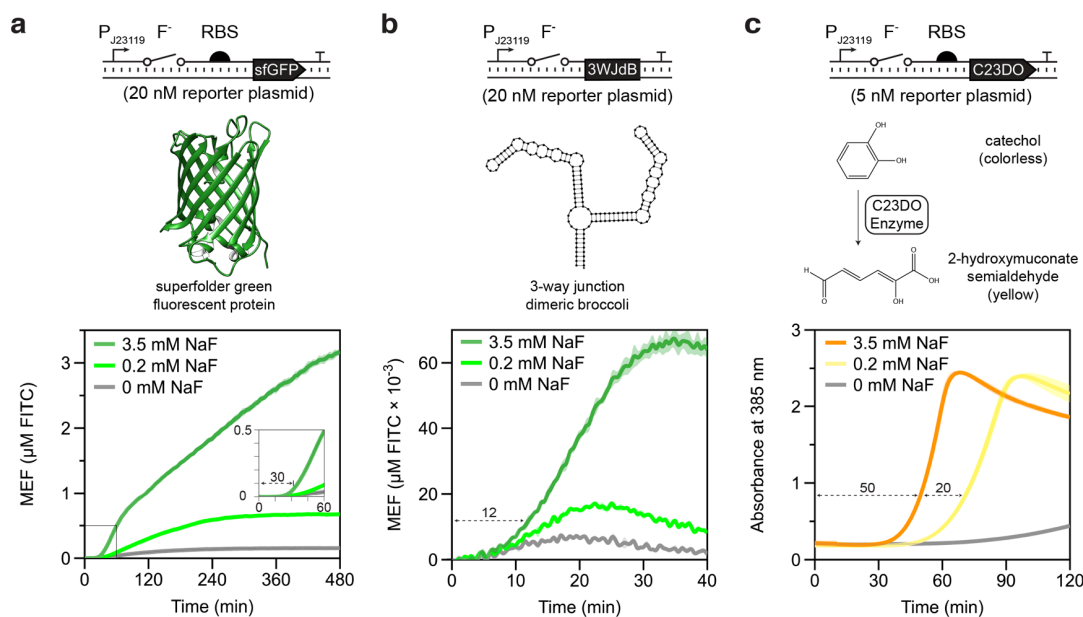 a
P_J23119 F⁻ RBS
sfGFP
T
(20 nM reporter plasmid)
superfolder green
fluorescent protein
3.5 mM NaF
0.2 mM NaF
0 mM NaF
MEF (µM FITC)
3
2
1
0
0.5
30
0
0 60
0 120 240 360 480
Time (min)
b
P_J23119 F⁻
3WJdB
T
(20 nM reporter plasmid)
3-way junction
dimeric broccoli
3.5 mM NaF
0.2 mM NaF
0 mM NaF
MEF (µM FITC × 10⁻³)
60
40
20
0
12
0 10 20 30 40
Time (min)
c
P_J23119 F⁻ RBS
C23DO
T
(5 nM reporter plasmid)
OH
OH
catechol
(colorless)
C23DO
Enzyme
H
O
O
OH
OH
2-hydroxymuconate
semialdehyde
(yellow)
3.5 mM NaF
0.2 mM NaF
0 mM NaF
Absorbance at 385 nm
3
2
1
0
50 20
0 30 60 90 120
Time (min)